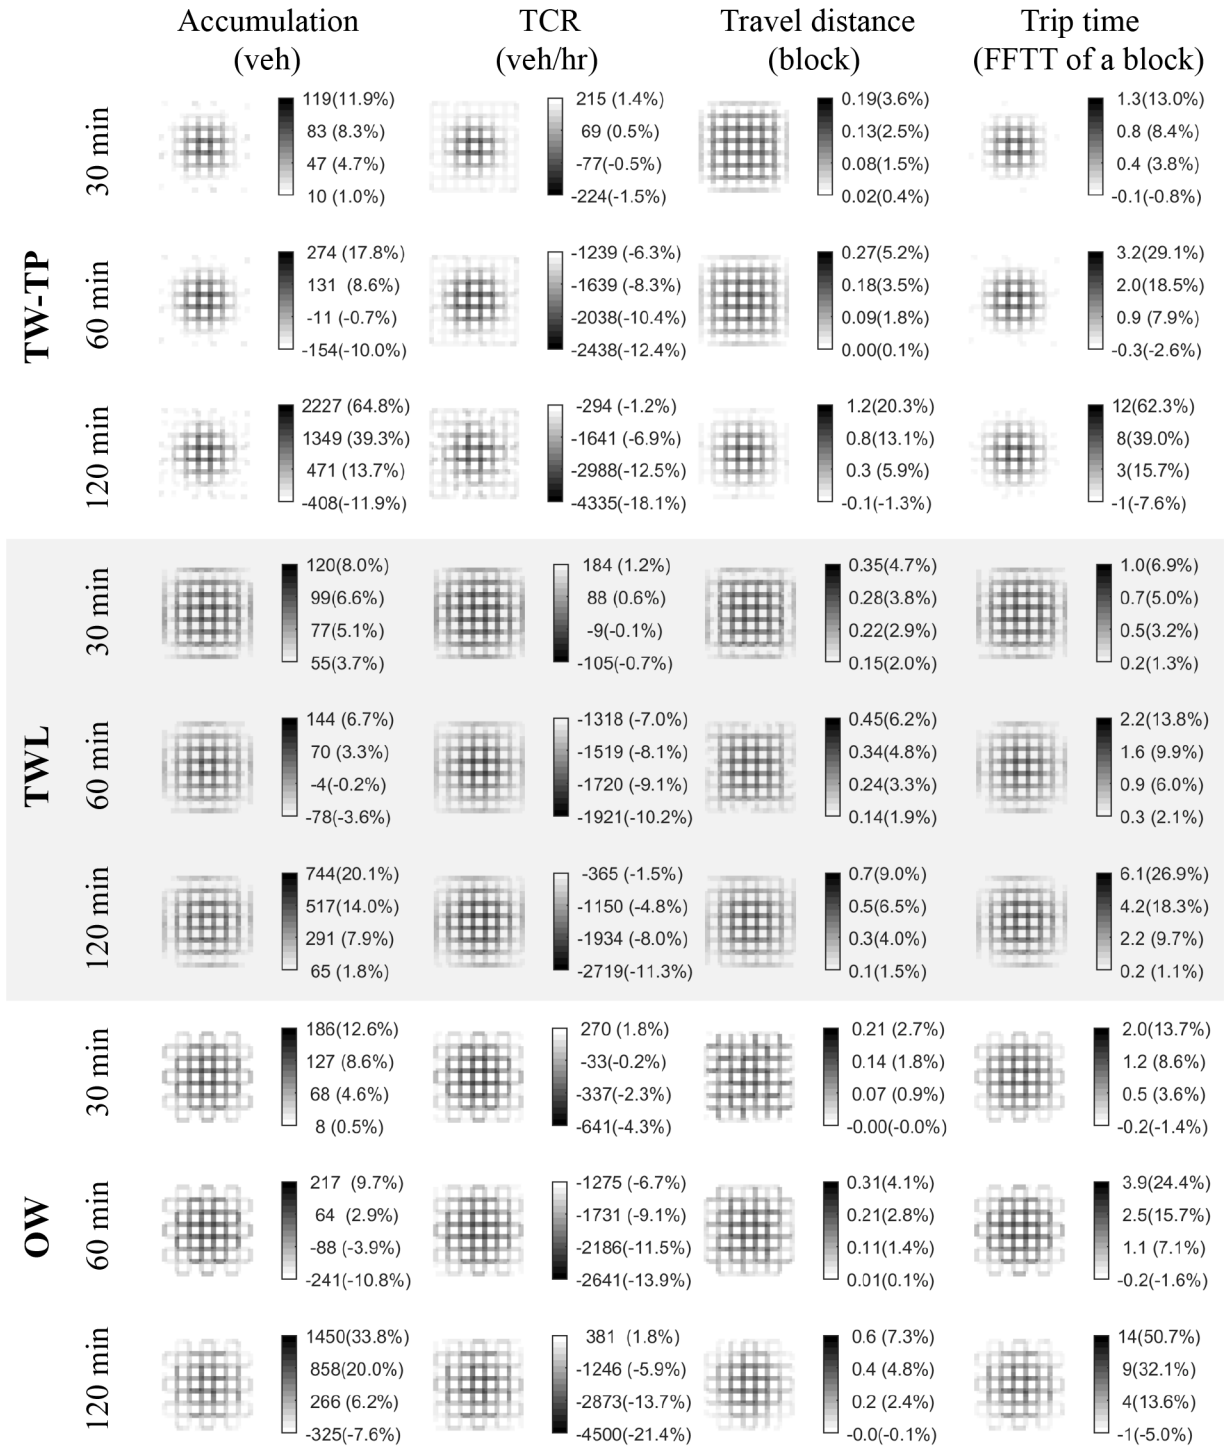 Accumulation TCR Travel distance Trip time
(veh) (veh/hr) (block) (FFTT of a block)
TW-TP
30 min
119(11.9%) 215 (1.4%) 0.19(3.6%) 1.3(13.0%)
83 (8.3%) 69 (0.5%) 0.13(2.5%) 0.8 (8.4%)
47 (4.7%) -77(-0.5%) 0.08(1.5%) 0.4 (3.8%)
10 (1.0%) -224(-1.5%) 0.02(0.4%) -0.1(-0.8%)
60 min
274 (17.8%) -1239 (-6.3%) 0.27(5.2%) 3.2(29.1%)
131 (8.6%) -1639 (-8.3%) 0.18(3.5%) 2.0(18.5%)
-11 (-0.7%) -2038(-10.4%) 0.09(1.8%) 0.9 (7.9%)
-154(-10.0%) -2438(-12.4%) 0.00(0.1%) -0.3(-2.6%)
120 min
2227 (64.8%) -294 (-1.2%) 1.2(20.3%) 12(62.3%)
1349 (39.3%) -1641 (-6.9%) 0.8(13.1%) 8(39.0%)
471 (13.7%) -2988(-12.5%) 0.3 (5.9%) 3(15.7%)
-408(-11.9%) -4335(-18.1%) -0.1(-1.3%) -1(-7.6%)
TWL
30 min
120(8.0%) 184 (1.2%) 0.35(4.7%) 1.0(6.9%)
99(6.6%) 88 (0.6%) 0.28(3.8%) 0.7(5.0%)
77(5.1%) -9(-0.1%) 0.22(2.9%) 0.5(3.2%)
55(3.7%) -105(-0.7%) 0.15(2.0%) 0.2(1.3%)
60 min
144 (6.7%) -1318 (-7.0%) 0.45(6.2%) 2.2(13.8%)
70 (3.3%) -1519 (-8.1%) 0.34(4.8%) 1.6 (9.9%)
-4(-0.2%) -1720 (-9.1%) 0.24(3.3%) 0.9 (6.0%)
-78(-3.6%) -1921(-10.2%) 0.14(1.9%) 0.3 (2.1%)
120 min
744(20.1%) -365 (-1.5%) 0.7(9.0%) 6.1(26.9%)
517(14.0%) -1150 (-4.8%) 0.5(6.5%) 4.2(18.3%)
291 (7.9%) -1934 (-8.0%) 0.3(4.0%) 2.2 (9.7%)
65 (1.8%) -2719(-11.3%) 0.1(1.5%) 0.2 (1.1%)
OW
30 min
186(12.6%) 270 (1.8%) 0.21 (2.7%) 2.0(13.7%)
127 (8.6%) -33(-0.2%) 0.14 (1.8%) 1.2 (8.6%)
68 (4.6%) -337(-2.3%) 0.07 (0.9%) 0.5 (3.6%)
8 (0.5%) -641(-4.3%) -0.00(-0.0%) -0.2(-1.4%)
60 min
217 (9.7%) -1275 (-6.7%) 0.31(4.1%) 3.9(24.4%)
64 (2.9%) -1731 (-9.1%) 0.21(2.8%) 2.5(15.7%)
-88 (-3.9%) -2186(-11.5%) 0.11(1.4%) 1.1 (7.1%)
-241(-10.8%) -2641(-13.9%) 0.01(0.1%) -0.2(-1.6%)
120 min
1450(33.8%) 381 (1.8%) 0.6 (7.3%) 14(50.7%)
858(20.0%) -1246 (-5.9%) 0.4 (4.8%) 9(32.1%)
266 (6.2%) -2873(-13.7%) 0.2 (2.4%) 4(13.6%)
-325(-7.6%) -4500(-21.4%) -0.0(-0.1%) -1(-5.0%)